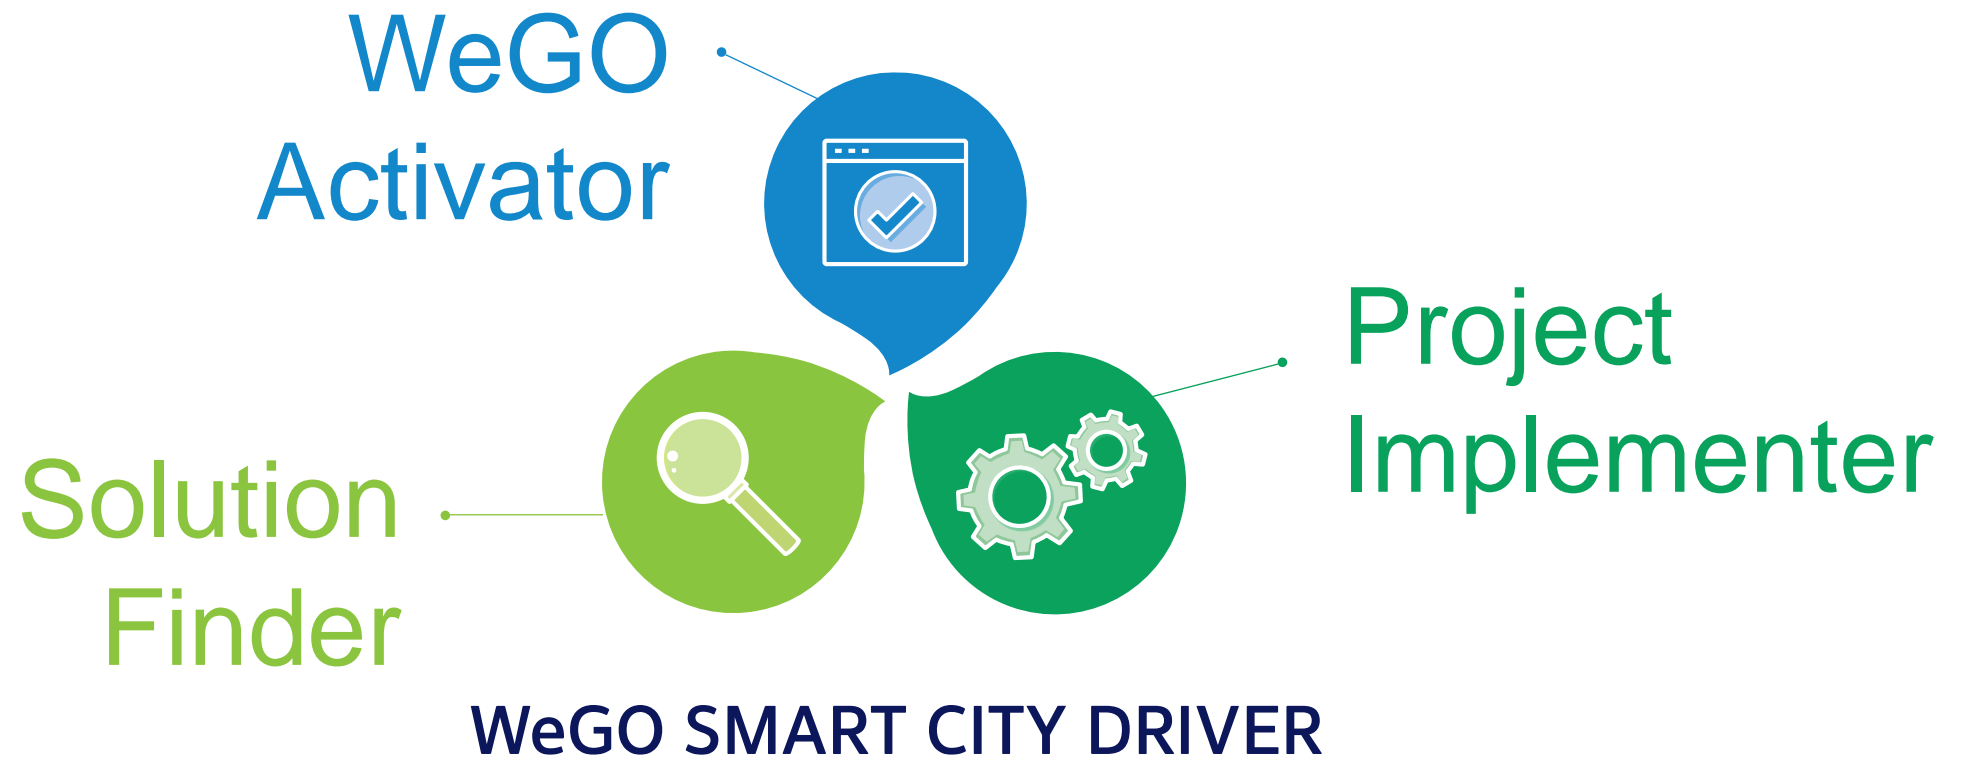 WeGO
Activator
Project
Implementer
Solution
Finder
WeGO SMART CITY DRIVER